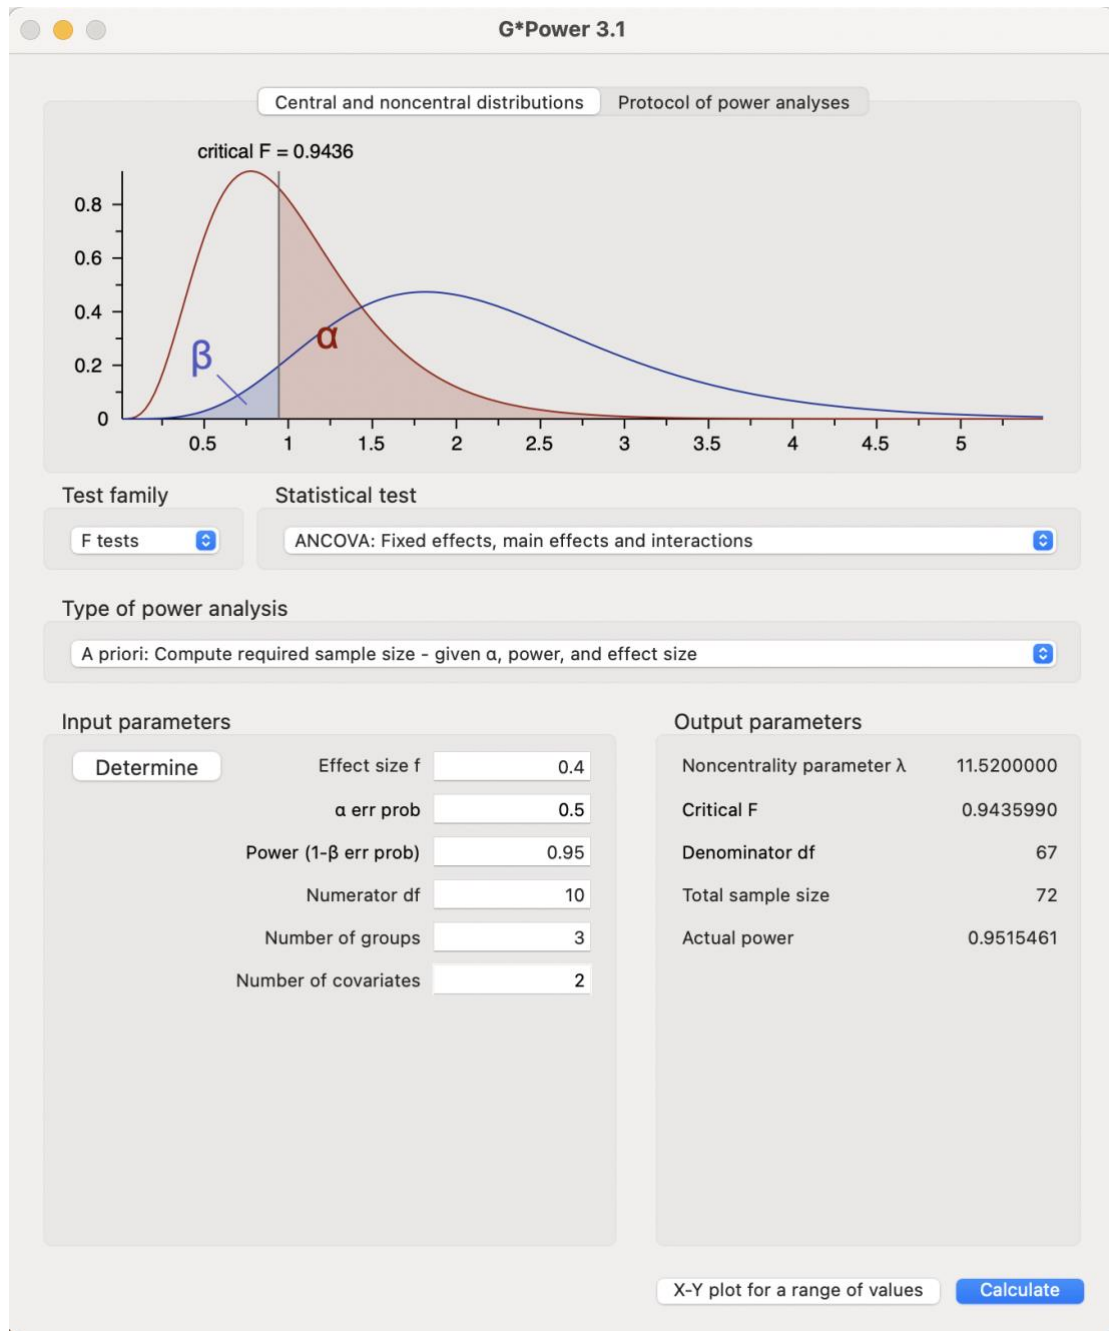 G*Power 3.1
Central and noncentral distributions
Protocol of power analyses
critical F = 0.9436
0.8
0.6
0.4
0.2
0
β
α
0.5 1 1.5 2 2.5 3 3.5 4 4.5 5
Test family
Statistical test
F tests
ANCOVA: Fixed effects, main effects and interactions
Type of power analysis
A priori: Compute required sample size - given α, power, and effect size
Input parameters
Determine
Effect size f 0.4
α err prob 0.5
Power (1-β err prob) 0.95
Numerator df 10
Number of groups 3
Number of covariates 2
Output parameters
Noncentrality parameter λ 11.5200000
Critical F 0.9435990
Denominator df 67
Total sample size 72
Actual power 0.9515461
X-Y plot for a range of values
Calculate